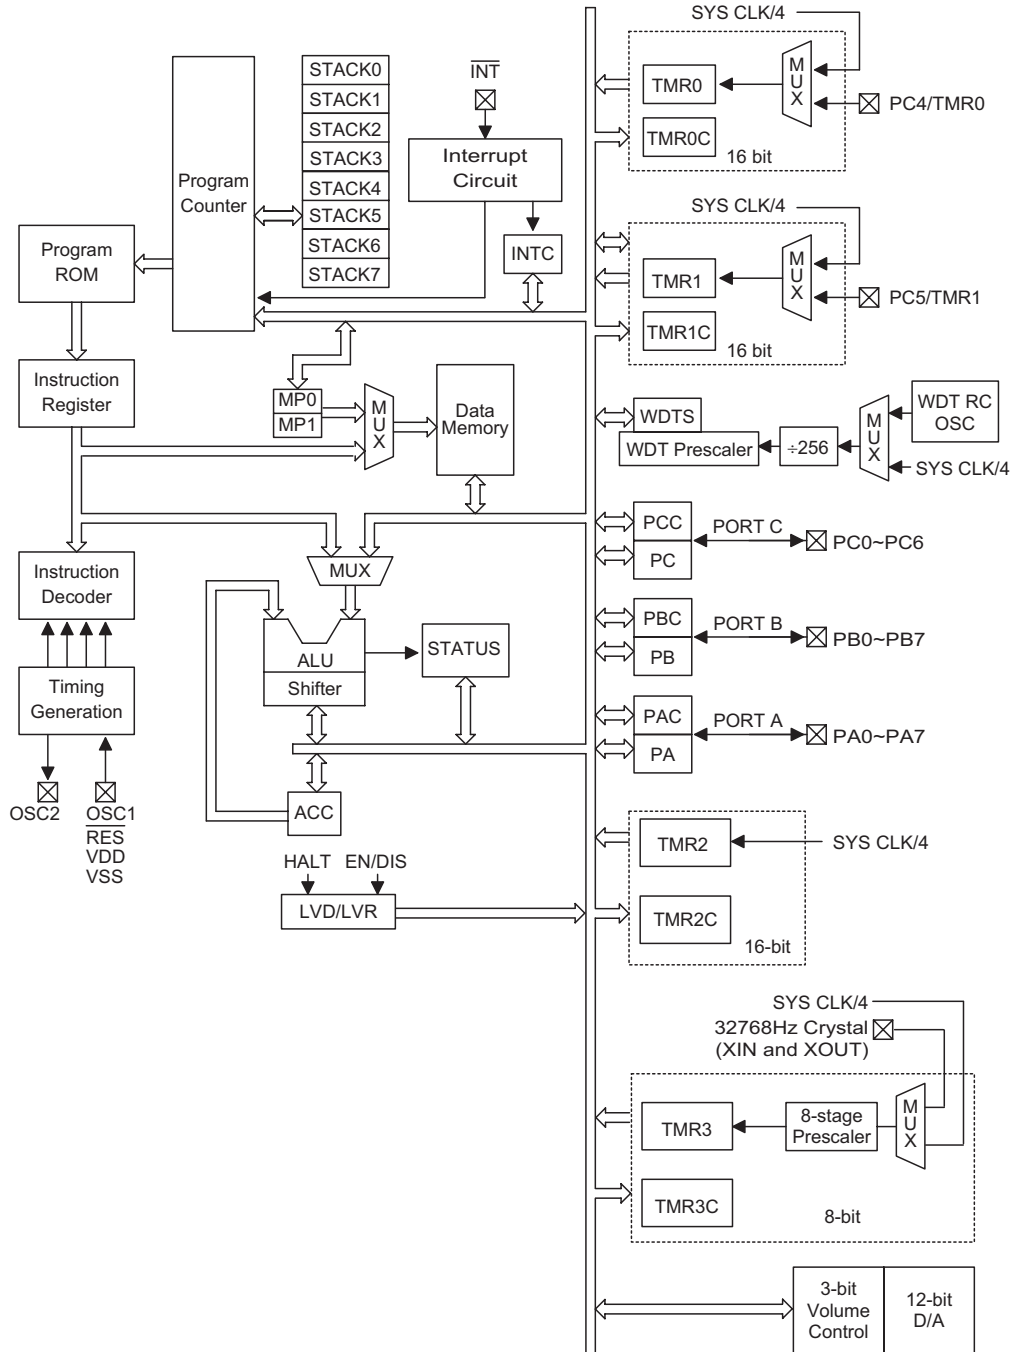 SYS CLK/4
STACK0
STACK1
STACK2
STACK3
STACK4
STACK5
STACK6
STACK7
INT
Interrupt
Circuit
INTC
Program
Counter
Program
ROM
Instruction
Register
MP0
MP1
MUX
Data
Memory
TMR0
TMR0C
MUX
PC4/TMR0
16 bit
SYS CLK/4
TMR1
TMR1C
MUX
PC5/TMR1
16 bit
WDTS
WDT Prescaler
÷256
MUX
WDT RC
OSC
SYS CLK/4
PCC
PC
PORT C
PC0~PC6
Instruction
Decoder
MUX
ALU
Shifter
STATUS
PBC
PB
PORT B
PB0~PB7
Timing
Generation
PAC
PA
PORT A
PA0~PA7
OSC2
OSC1
RES
VDD
VSS
ACC
HALT
EN/DIS
LVD/LVR
TMR2
SYS CLK/4
TMR2C
16-bit
SYS CLK/4
32768Hz Crystal
(XIN and XOUT)
TMR3
8-stage
Prescaler
MUX
TMR3C
8-bit
3-bit
Volume
Control
12-bit
D/A